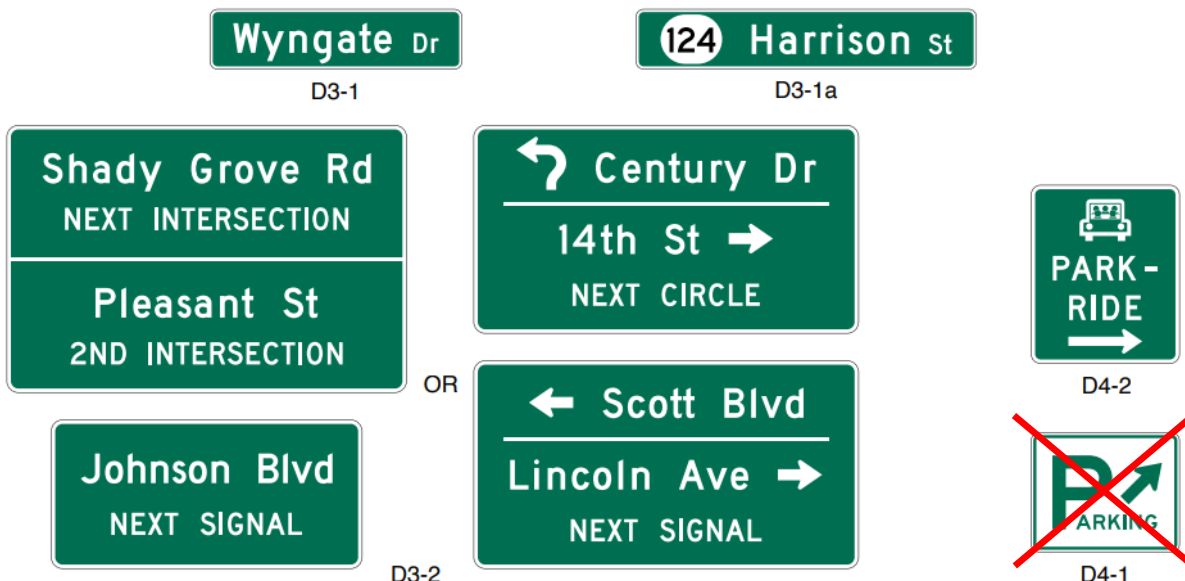 Wyngate Dr
D3-1
124 Harrison St
D3-1a
Shady Grove Rd
NEXT INTERSECTION
Pleasant St
2ND INTERSECTION
Century Dr
14th St
NEXT CIRCLE
OR
Johnson Blvd
NEXT SIGNAL
Scott Blvd
Lincoln Ave
NEXT SIGNAL
D3-2
PARK-
RIDE
D4-2
PARKING
D4-1